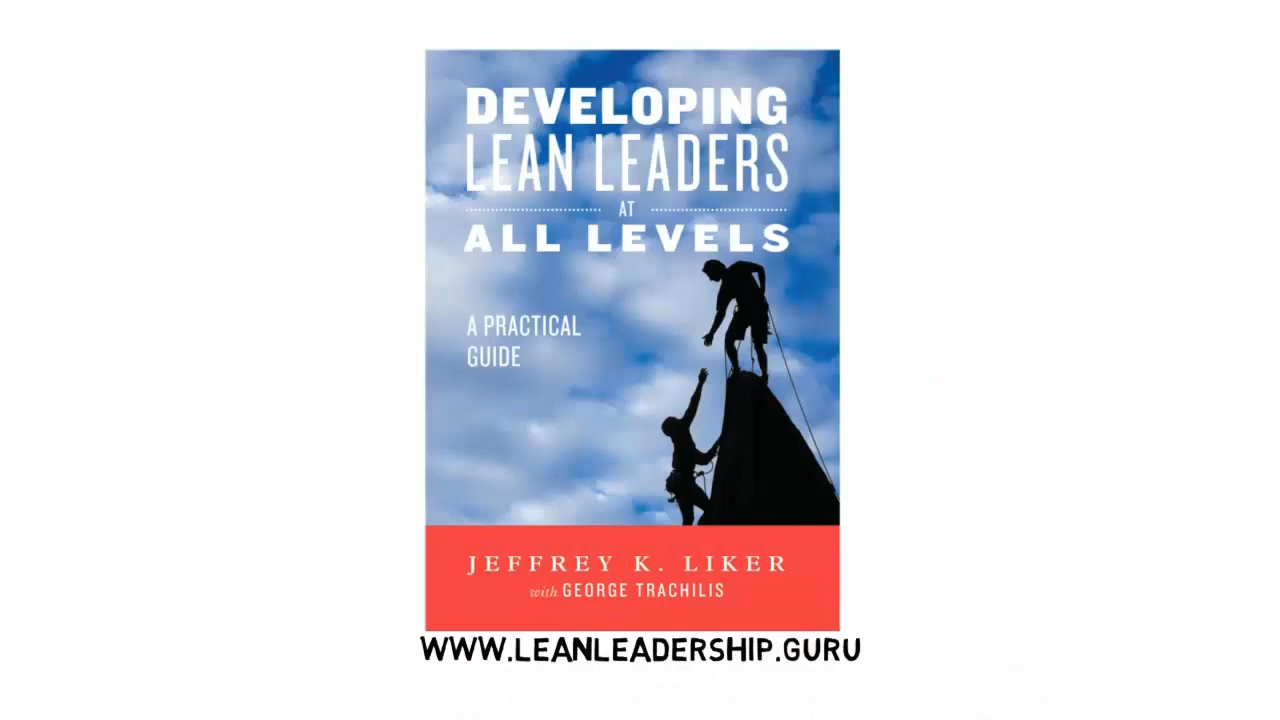 DEVELOPING
LEAN LEADERS
AT
ALL LEVELS
A PRACTICAL
GUIDE
JEFFREY K. LIKER
with GEORGE TRACHILIS
WWW.LEANLEADERSHIP.GURU